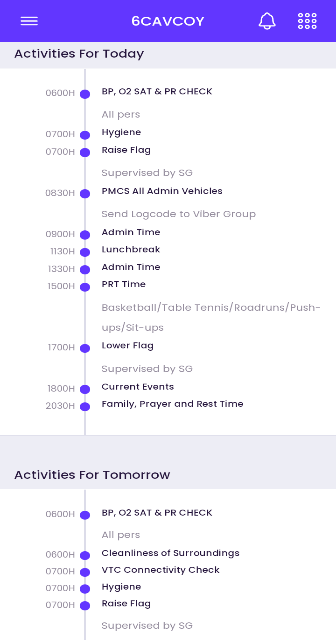 6CAVCOY
Activities For Today
0600H BP, O2 SAT & PR CHECK
All pers
0700H Hygiene
0700H Raise Flag
Supervised by SG
0830H PMCS All Admin Vehicles
Send Logcode to Viber Group
0900H Admin Time
1130H Lunchbreak
1330H Admin Time
1500H PRT Time
Basketball/Table Tennis/Roadruns/Push-
ups/Sit-ups
1700H Lower Flag
Supervised by SG
1800H Current Events
2030H Family, Prayer and Rest Time
Activities For Tomorrow
0600H BP, O2 SAT & PR CHECK
All pers
0600H Cleanliness of Surroundings
0700H VTC Connectivity Check
0700H Hygiene
0700H Raise Flag
Supervised by SG